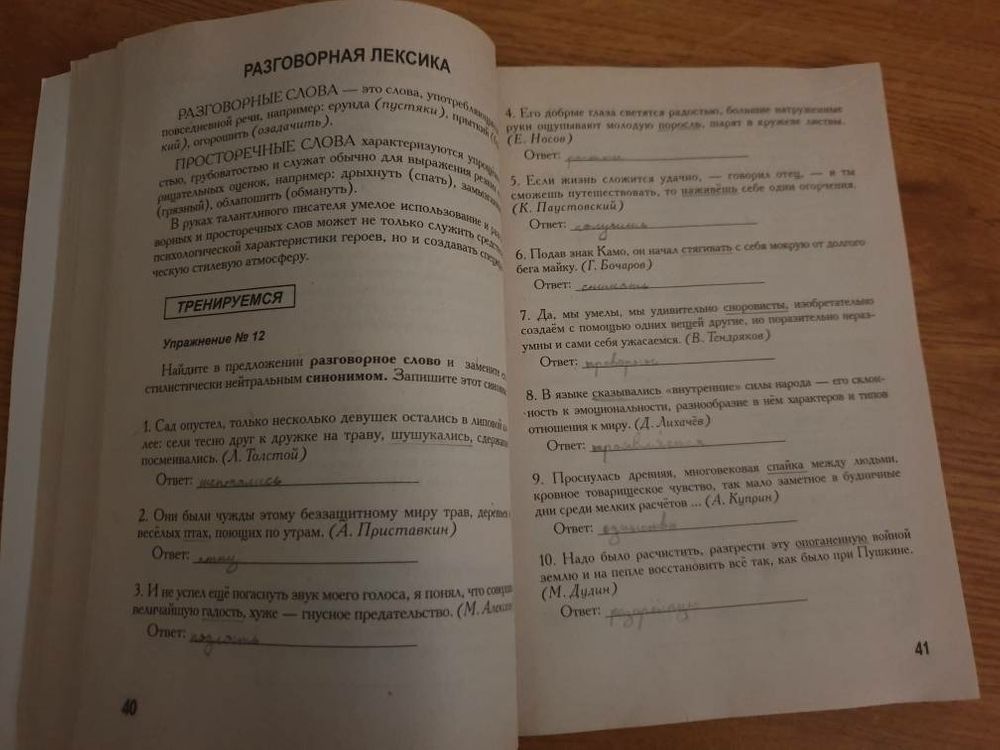 РАЗГОВОРНАЯ ЛЕКСИКА
РАЗГОВОРНЫЕ СЛОВА — это слова,
повседневной речи, например: ерунда (пустяки), прыткий
кий), огорошить (озадачить).
ПРОСТОРЕЧНЫЕ СЛОВА характеризуются
стью, грубоватостью и служат обычно для выражения
рицательных оценок, например: дрыхнуть (спать),
(грязный), облапошить (обмануть).
В руках талантливого писателя умелое использование
ворных и просторечных слов может не только служить
психологической характеристики героев, но и создавать
ческую стилевую атмосферу.
ТРЕНИРУЕМСЯ
Упражнение № 12
Найдите в предложении разговорное слово и замените
стилистически нейтральным синонимом. Запишите этот
1. Сад опустел, только несколько девушек остались в липовой
лее: сели тесно друг к дружке на траву, шушукались,
посмеивались. (Л. Толстой)
Ответ: шептались
2. Они были чужды этому беззащитному миру трав,
весёлых птах, поющих по утрам. (А. Приставкин)
Ответ:
3. И не успел ещё погаснуть звук моего голоса, я понял, что
величайшую гадость, хуже — гнусное предательство. (М.
Ответ: подлость
40
4. Его добрые глаза светятся радостью, большие натруженные
руки ощупывают молодую поросль, шарят в кружеве листвы.
(Е. Носов)
Ответ:
5. Если жизнь сложится удачно, — говорил отец, — и ты
сможешь путешествовать, то наживёшь себе одни огорчения.
(К. Паустовский)
Ответ: получишь
6. Подав знак Камо, он начал стягивать с себя мокрую от долгого
бега майку. (Г. Бочаров)
Ответ: снимать
7. Да, мы умелы, мы удивительно сноровисты, изобретательно
создаём с помощью одних вещей другие, но поразительно нераз-
умны и сами себя ужасаемся. (В. Тендряков)
Ответ: проворные
8. В языке сказывались «внутренние» силы народа — его склон-
ность к эмоциональности, разнообразие в нём характеров и типов
отношения к миру. (Д. Лихачёв)
Ответ:
9. Проснулась древняя, многовековая спайка между людьми,
кровное товарищеское чувство, так мало заметное в будничные
дни среди мелких расчётов ... (А. Куприн)
Ответ: единство
10. Надо было расчистить, разгрести эту опоганенную войной
землю и на пепле восстановить всё так, как было при Пушкине.
(М. Дудин)
Ответ:
41